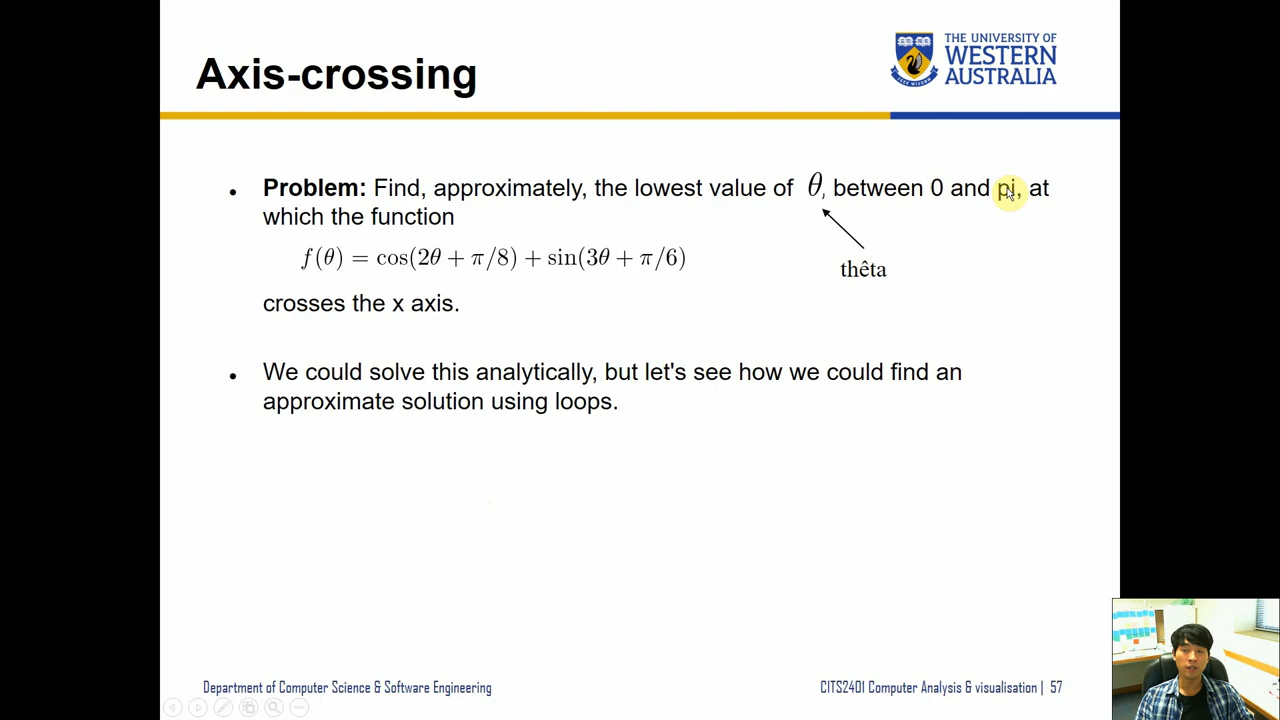 Axis-crossing
THE UNIVERSITY OF
WESTERN
AUSTRALIA
• Problem: Find, approximately, the lowest value of θ, between 0 and pi, at
which the function
f(θ) = cos(2θ + π/8) + sin(3θ + π/6)
thêta
crosses the x axis.
• We could solve this analytically, but let's see how we could find an
approximate solution using loops.
Department of Computer Science & Software Engineering
CITS2401 Computer Analysis & visualisation | 57